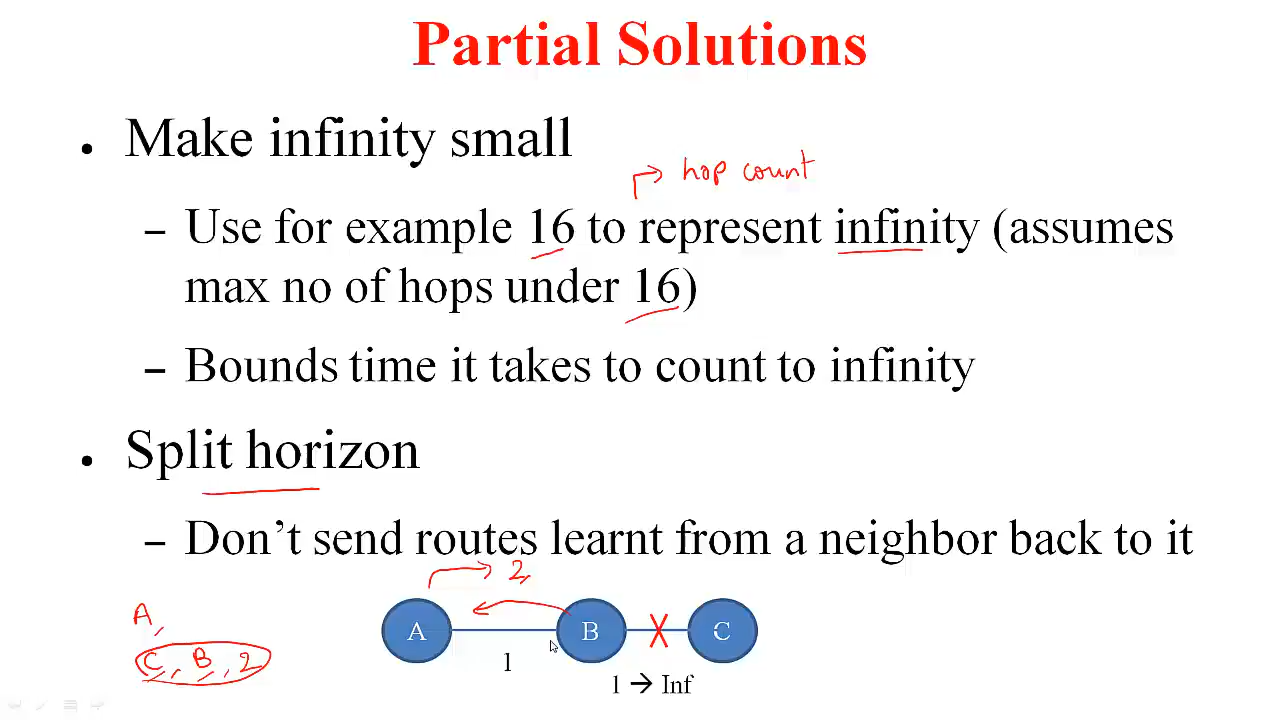 Partial Solutions
• Make infinity small
hop count
– Use for example 16 to represent infinity (assumes
max no of hops under 16)
– Bounds time it takes to count to infinity
• Split horizon
– Don't send routes learnt from a neighbor back to it
2,
A,
A B C
C, B, 2
1
1 → Inf